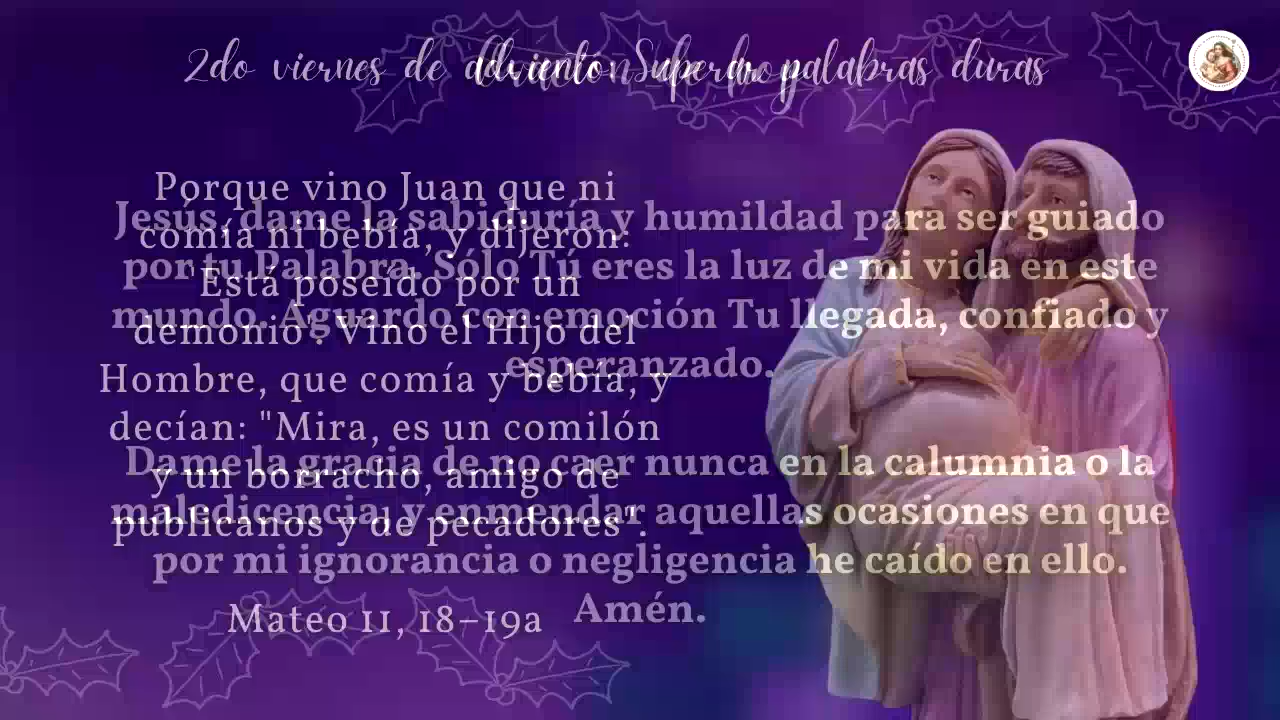 2do viernes de adviento: Superar palabras duras
Porque vino Juan que ni
comía ni bebía, y dijeron:
"Está poseído por un
demonio". Vino el Hijo del
Hombre, que comía y bebía, y
decían: "Mira, es un comilón
y un borracho, amigo de
publicanos y de pecadores".
Mateo 11, 18–19a
Jesús, dame la sabiduría y humildad para ser guiado
por tu Palabra. Sólo Tú eres la luz de mi vida en este
mundo. Aguardo con emoción Tu llegada, confiado y
esperanzado.
Dame la gracia de no caer nunca en la calumnia o la
maledicencia, y enmendar aquellas ocasiones en que
por mi ignorancia o negligencia he caído en ello.
Amén.